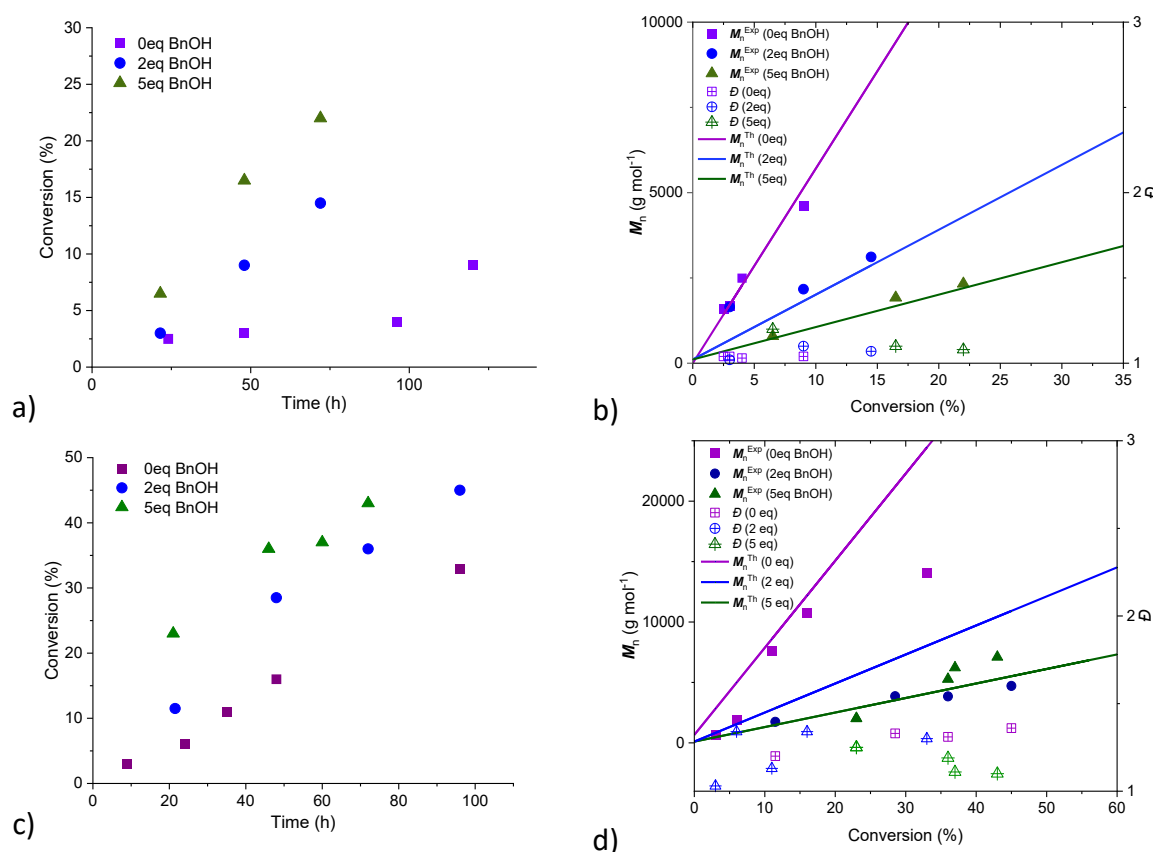 30
25
20
15
10
5
0
0eq BnOH
2eq BnOH
5eq BnOH
Conversion (%)
0
50
100
Time (h)
a)
10000
5000
0
Mₙᴱˣᵖ (0eq BnOH)
Mₙᴱˣᵖ (2eq BnOH)
Mₙᴱˣᵖ (5eq BnOH)
Đ (0eq)
Đ (2eq)
Đ (5eq)
Mₙᵀʰ (0eq)
Mₙᵀʰ (2eq)
Mₙᵀʰ (5eq)
Mₙ (g mol⁻¹)
3
2
1
Đ
0
5
10
15
20
25
30
35
Conversion (%)
b)
50
40
30
20
10
0
0eq BnOH
2eq BnOH
5eq BnOH
Conversion (%)
0
20
40
60
80
100
Time (h)
c)
20000
10000
0
Mₙᴱˣᵖ (0eq BnOH)
Mₙᴱˣᵖ (2eq BnOH)
Mₙᴱˣᵖ (5eq BnOH)
Đ (0 eq)
Đ (2 eq)
Đ (5 eq)
Mₙᵀʰ (0 eq)
Mₙᵀʰ (2 eq)
Mₙᵀʰ (5 eq)
Mₙ (g mol⁻¹)
3
2
1
Đ
0
10
20
30
40
50
60
Conversion (%)
d)